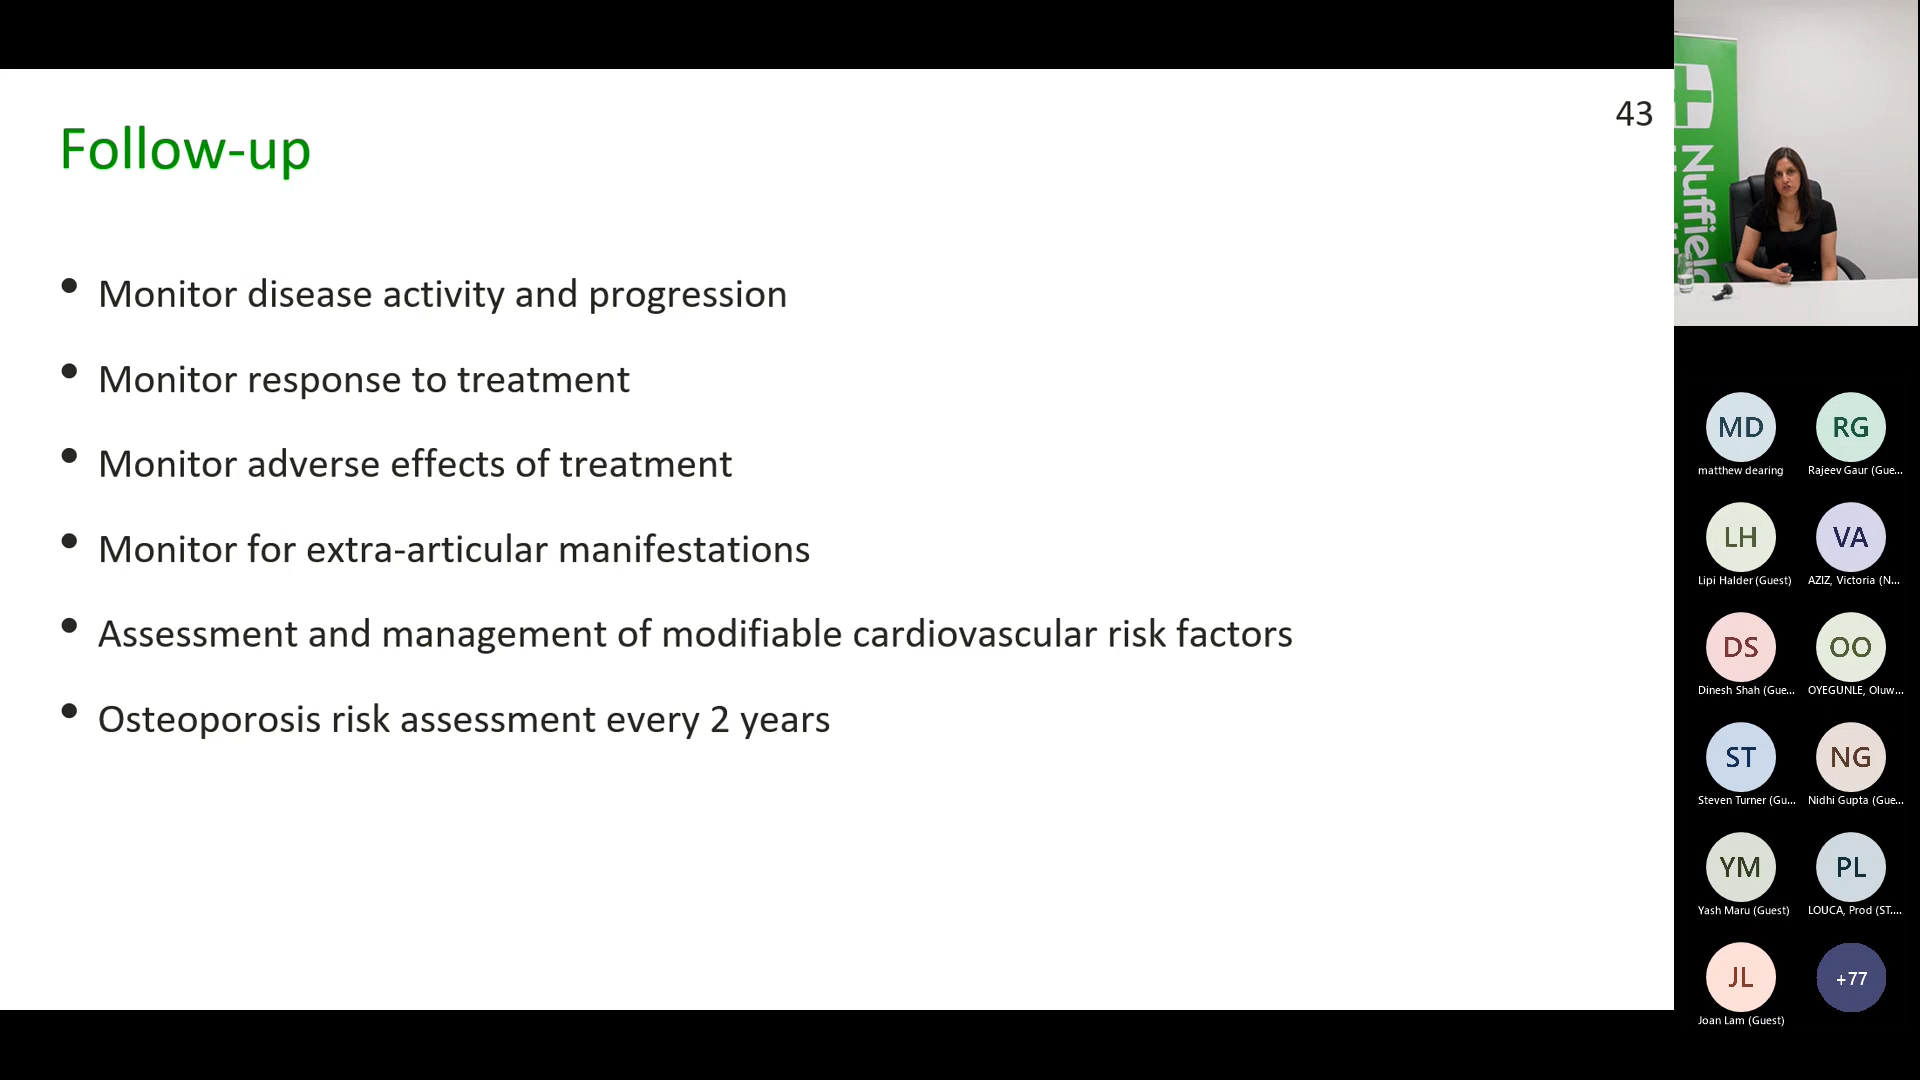 43
Follow-up
• Monitor disease activity and progression
• Monitor response to treatment
• Monitor adverse effects of treatment
• Monitor for extra-articular manifestations
• Assessment and management of modifiable cardiovascular risk factors
• Osteoporosis risk assessment every 2 years
Nuffield
MD
matthew dearing
RG
Rajeev Gaur (Gue...
LH
Lipi Halder (Guest)
VA
AZIZ, Victoria (N...
DS
Dinesh Shah (Gue...
OO
OYEGUNLE, Oluw...
ST
Steven Turner (Gu...
NG
Nidhi Gupta (Gue...
YM
Yash Maru (Guest)
PL
LOUCA, Prod (ST....
JL
Joan Lam (Guest)
+77